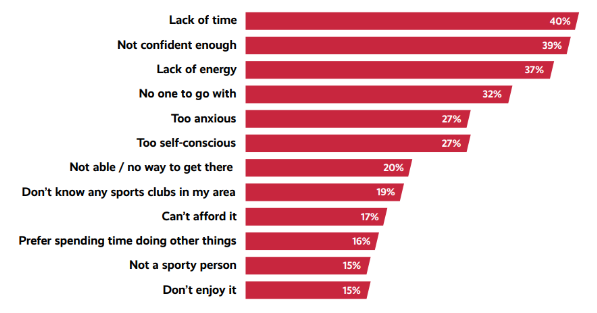 Lack of time 40%
Not confident enough 39%
Lack of energy 37%
No one to go with 32%
Too anxious 27%
Too self-conscious 27%
Not able / no way to get there 20%
Don't know any sports clubs in my area 19%
Can't afford it 17%
Prefer spending time doing other things 16%
Not a sporty person 15%
Don't enjoy it 15%